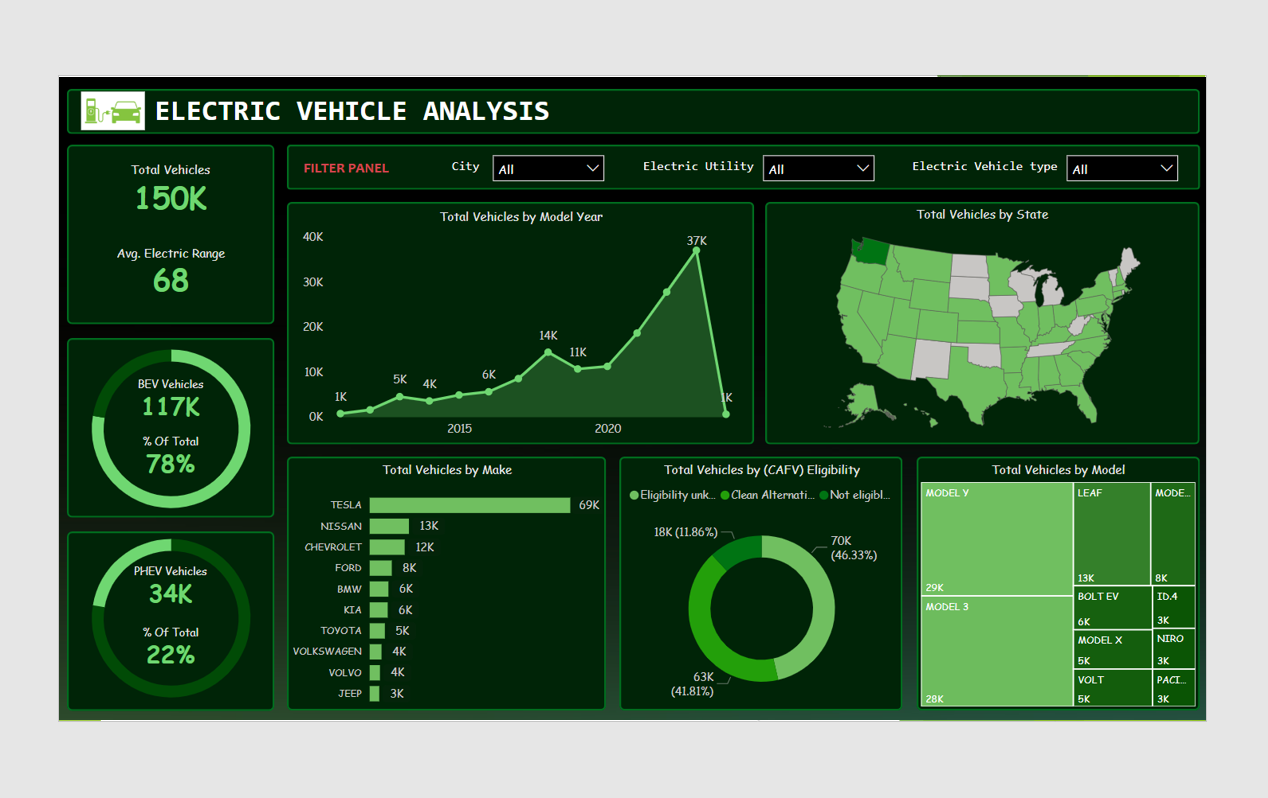 ELECTRIC VEHICLE ANALYSIS
Total Vehicles
150K
Avg. Electric Range
68
FILTER PANEL
City
All
Electric Utility
All
Electric Vehicle type
All
BEV Vehicles
117K
% Of Total
78%
PHEV Vehicles
34K
% Of Total
22%
Total Vehicles by Model Year
40K
30K
20K
10K
0K
1K
5K
4K
6K
14K
11K
37K
1K
2015
2020
Total Vehicles by State
Total Vehicles by Make
TESLA 69K
NISSAN 13K
CHEVROLET 12K
FORD 8K
BMW 6K
KIA 6K
TOYOTA 5K
VOLKSWAGEN 4K
VOLVO 4K
JEEP 3K
Total Vehicles by (CAFV) Eligibility
Eligibility unk... Clean Alternati... Not eligibl...
18K (11.86%)
70K
(46.33%)
63K
(41.81%)
Total Vehicles by Model
MODEL Y
29K
MODEL 3
28K
LEAF
13K
MODE...
8K
BOLT EV
6K
ID.4
3K
MODEL X
5K
NIRO
3K
VOLT
5K
PACI...
3K